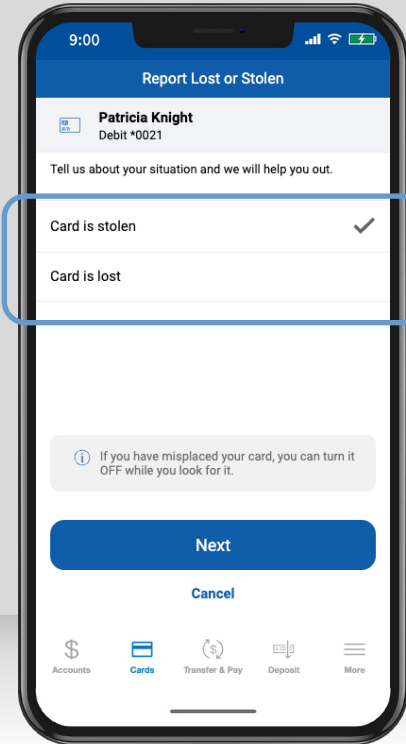 9:00
Report Lost or Stolen
Patricia Knight
Debit *0021
Tell us about your situation and we will help you out.
Card is stolen
Card is lost
If you have misplaced your card, you can turn it
OFF while you look for it.
Next
Cancel
Accounts Cards Transfer & Pay Deposit More